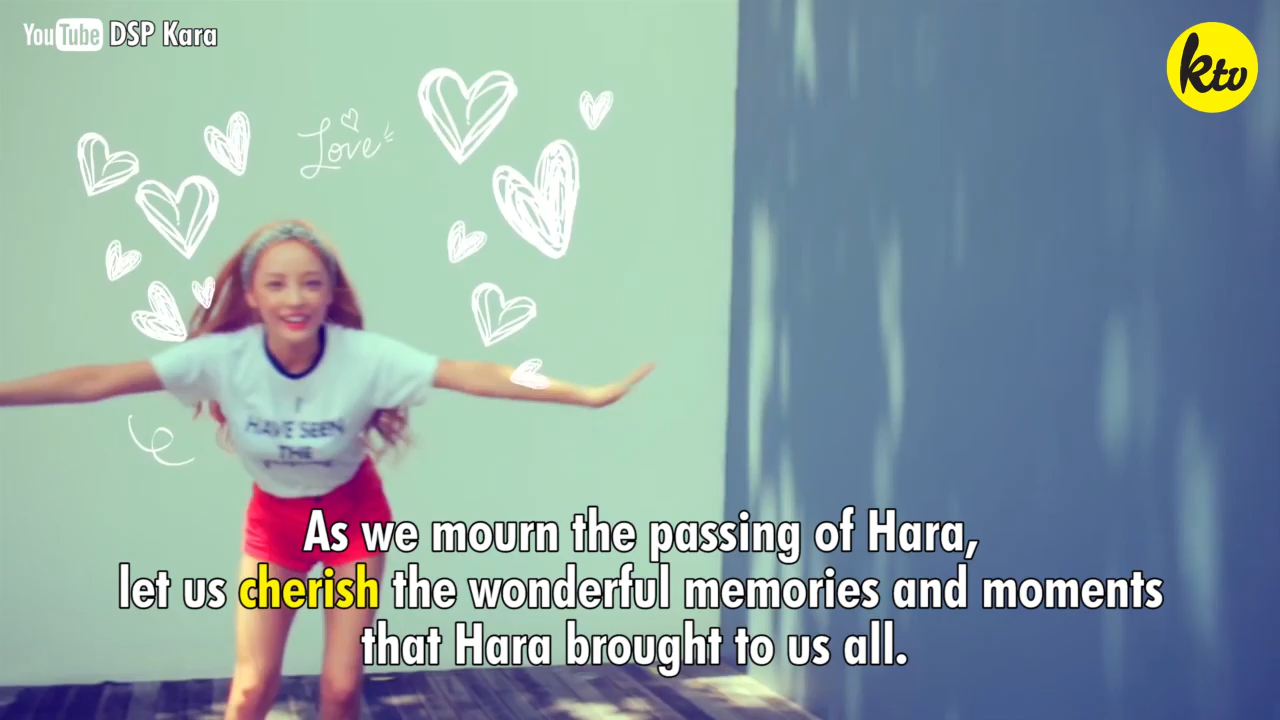 YouTube DSP Kara
ktv
Love
I
HAVE SEEN
THE
As we mourn the passing of Hara,
let us cherish the wonderful memories and moments
that Hara brought to us all.